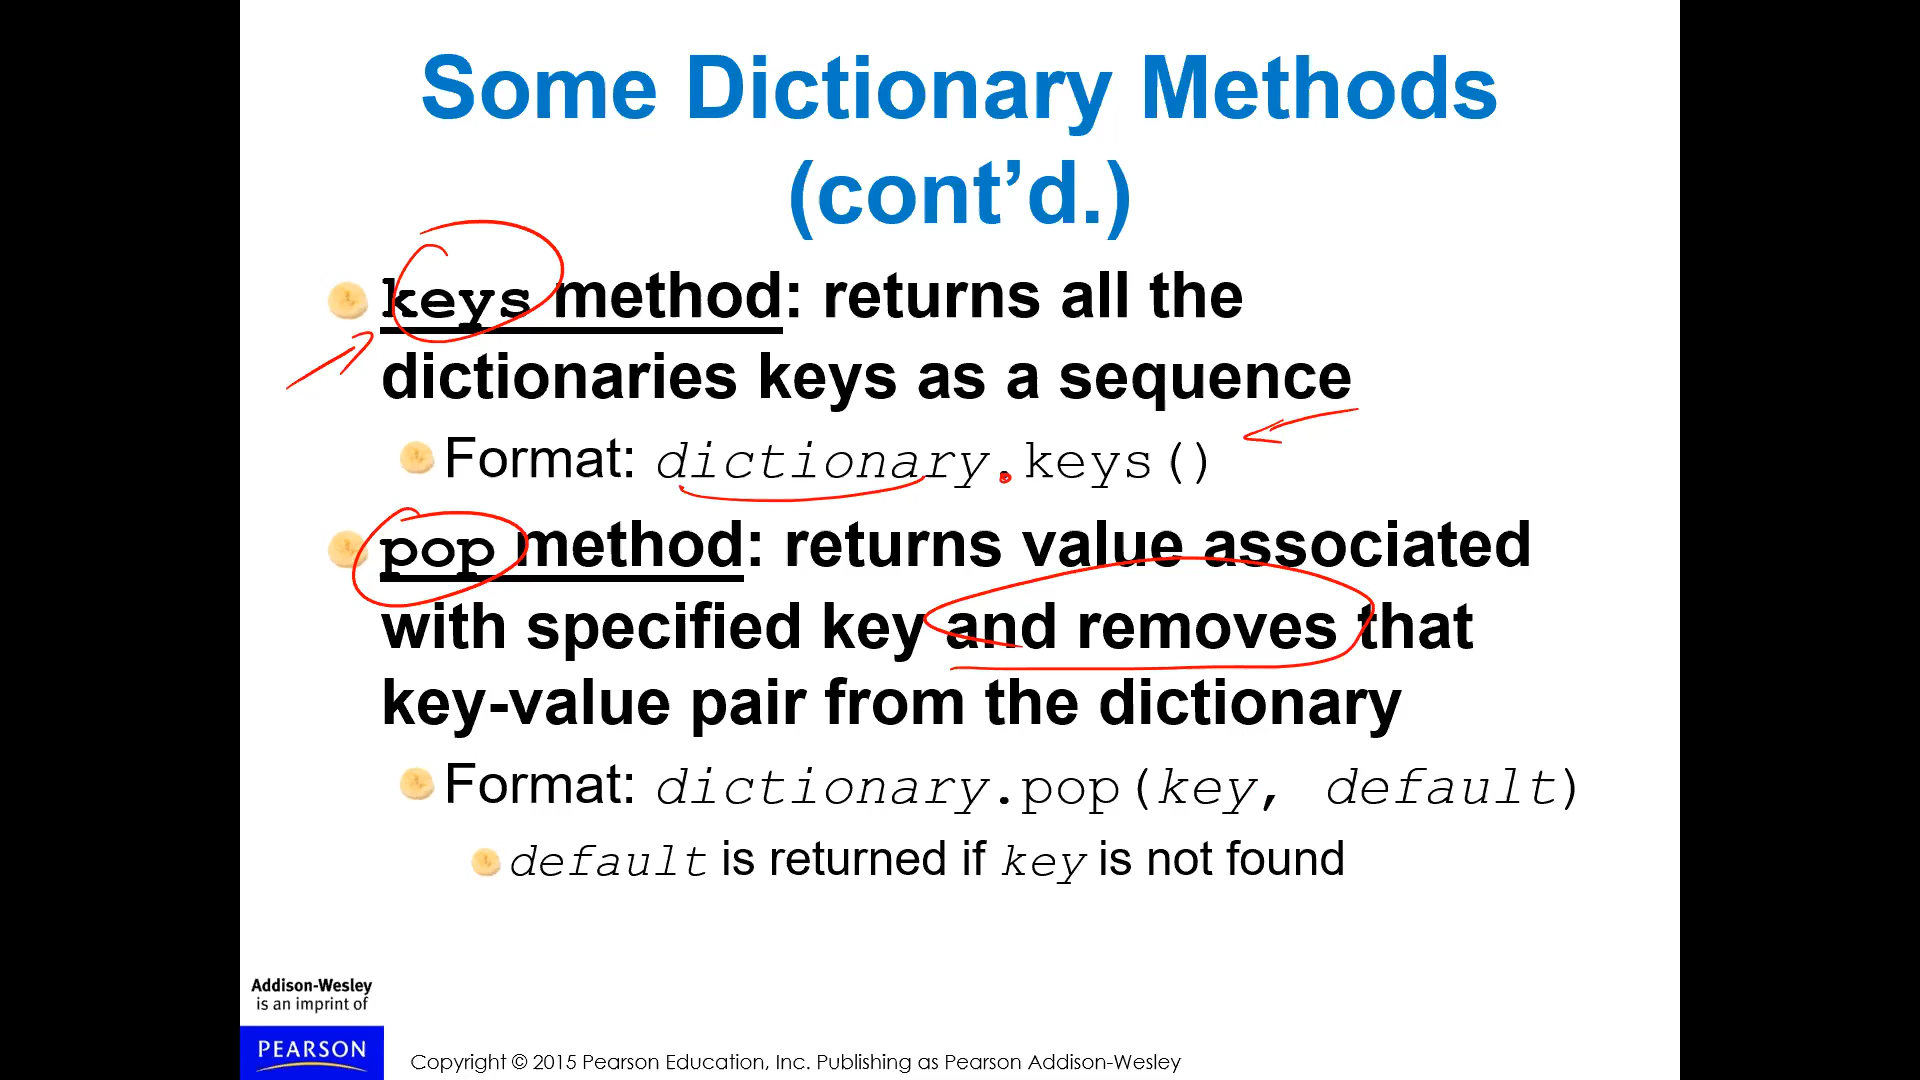 Some Dictionary Methods
(cont’d.)
keys method: returns all the
dictionaries keys as a sequence
Format: dictionary.keys()
pop method: returns value associated
with specified key and removes that
key-value pair from the dictionary
Format: dictionary.pop(key, default)
default is returned if key is not found
Addison-Wesley
is an imprint of
PEARSON
Copyright © 2015 Pearson Education, Inc. Publishing as Pearson Addison-Wesley